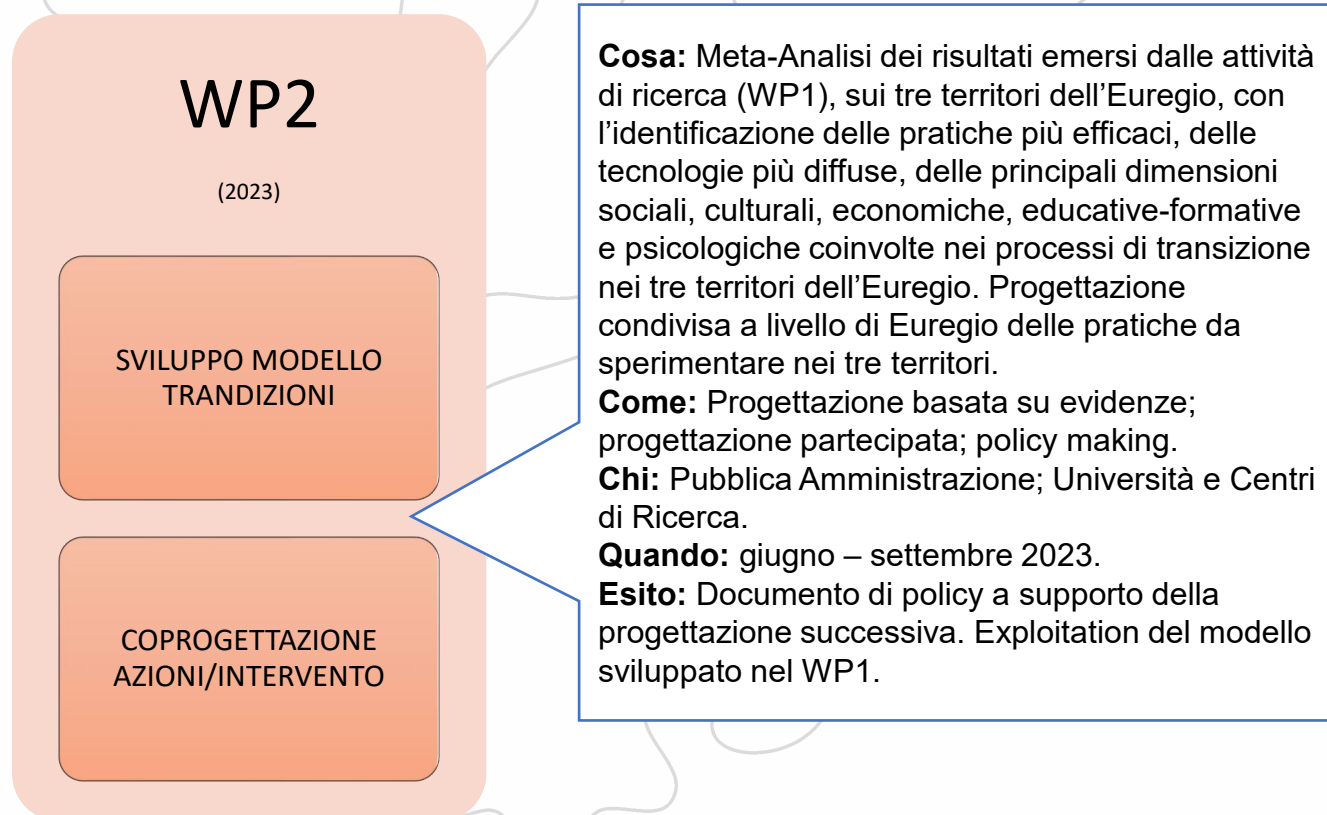 WP2
(2023)
SVILUPPO MODELLO
TRANDIZIONI
COPROGETTAZIONE
AZIONI/INTERVENTO
Cosa: Meta-Analisi dei risultati emersi dalle attività
di ricerca (WP1), sui tre territori dell’Euregio, con
l’identificazione delle pratiche più efficaci, delle
tecnologie più diffuse, delle principali dimensioni
sociali, culturali, economiche, educative-formative
e psicologiche coinvolte nei processi di transizione
nei tre territori dell’Euregio. Progettazione
condivisa a livello di Euregio delle pratiche da
sperimentare nei tre territori.
Come: Progettazione basata su evidenze;
progettazione partecipata; policy making.
Chi: Pubblica Amministrazione; Università e Centri
di Ricerca.
Quando: giugno – settembre 2023.
Esito: Documento di policy a supporto della
progettazione successiva. Exploitation del modello
sviluppato nel WP1.